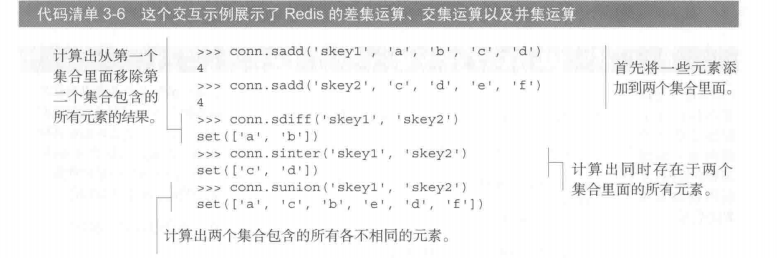 代码清单 3-6 这个交互示例展示了 Redis 的差集运算、交集运算以及并集运算
计算出从第一个
集合里面移除第
二个集合包含的
所有元素的结果。
>>> conn.sadd('skey1', 'a', 'b', 'c', 'd')
4
>>> conn.sadd('skey2', 'c', 'd', 'e', 'f')
4
>>> conn.sdiff('skey1', 'skey2')
set(['a', 'b'])
>>> conn.sinter('skey1', 'skey2')
set(['c', 'd'])
>>> conn.sunion('skey1', 'skey2')
set(['a', 'c', 'b', 'e', 'd', 'f'])
首先将一些元素添
加到两个集合里面。
计算出同时存在于两个
集合里面的所有元素。
计算出两个集合包含的所有各不相同的元素。